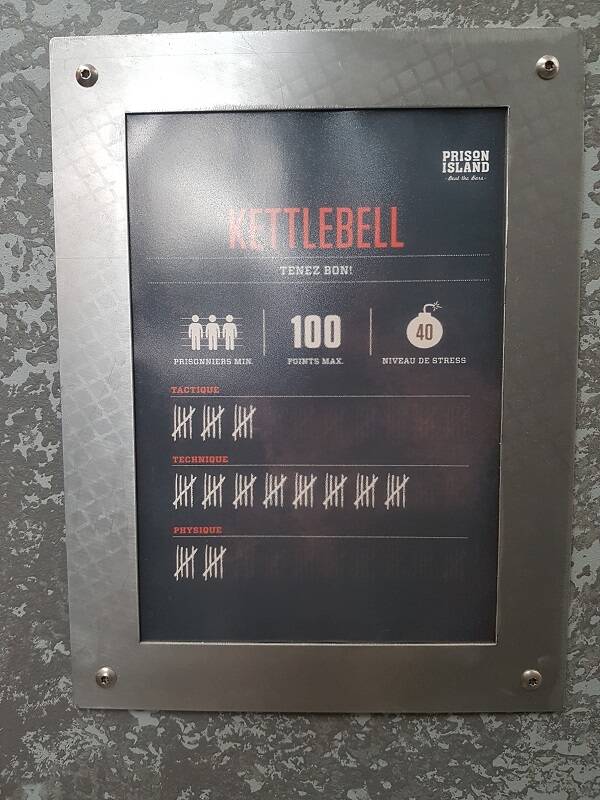 PRISON
ISLAND
-Beat the Bars-
KETTLEBELL
TENEZ BON!
100
40
PRISONNIERS MIN.
POINTS MAX.
NIVEAU DE STRESS
TACTIQUE
TECHNIQUE
PHYSIQUE